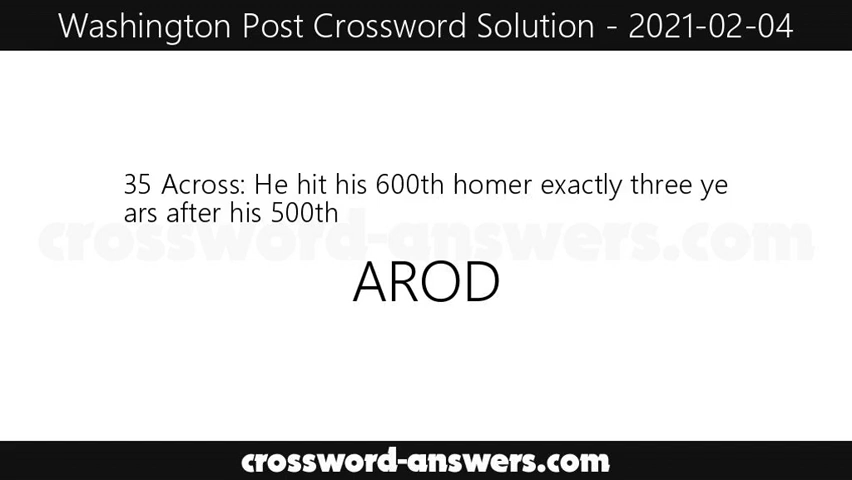 Washington Post Crossword Solution - 2021-02-04
35 Across: He hit his 600th homer exactly three ye
ars after his 500th
crossword-answers.com
AROD
crossword-answers.com